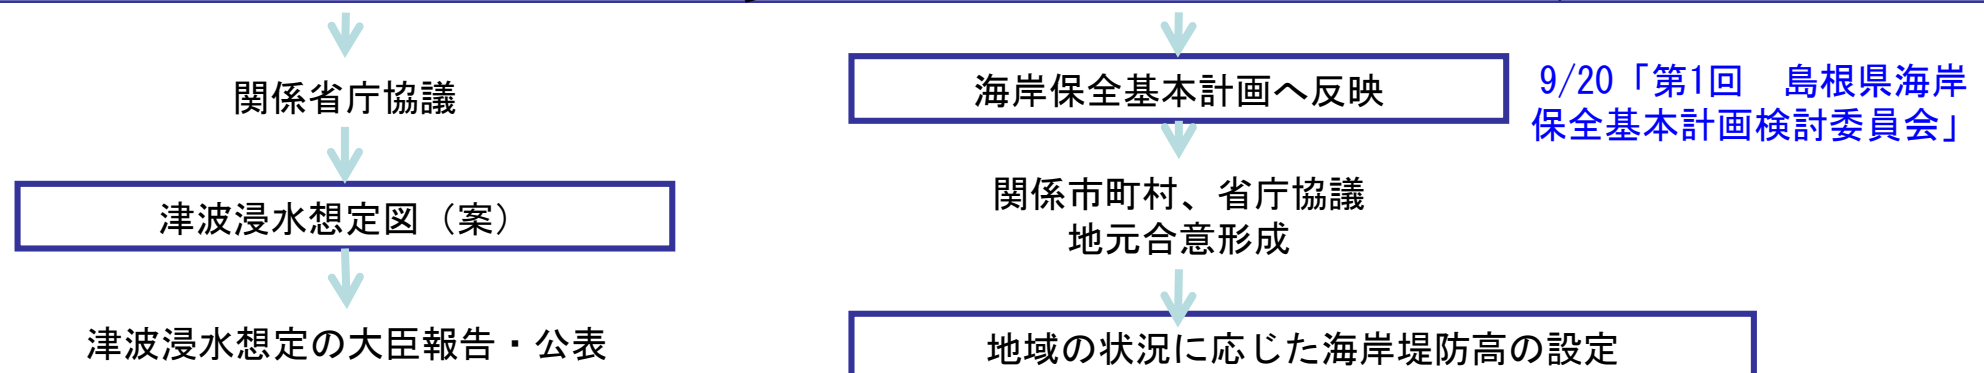 関係省庁協議
津波浸水想定図（案）
津波浸水想定の大臣報告・公表
海岸保全基本計画へ反映
9/20「第1回　島根県海岸
保全基本計画検討委員会」
関係市町村、省庁協議
地元合意形成
地域の状況に応じた海岸堤防高の設定